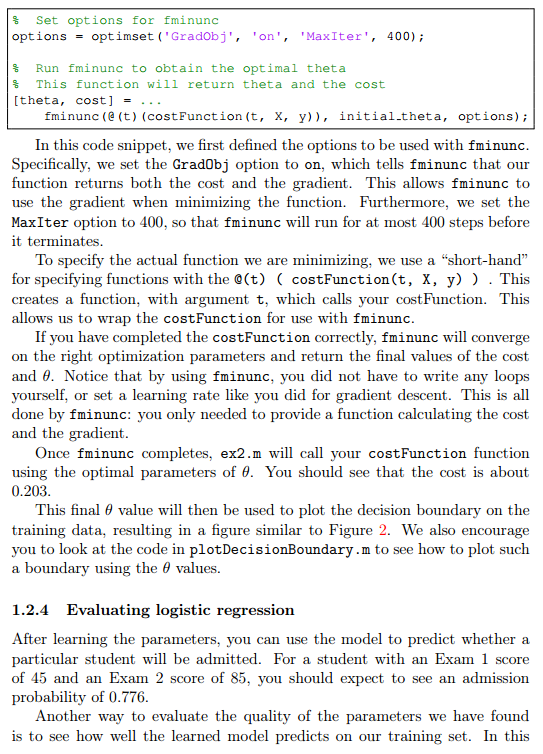 % Set options for fminunc
options = optimset('GradObj', 'on', 'MaxIter', 400);
% Run fminunc to obtain the optimal theta
% This function will return theta and the cost
[theta, cost] = ...
fminunc(@(t)(costFunction(t, X, y)), initial_theta, options);
In this code snippet, we first defined the options to be used with fminunc.
Specifically, we set the GradObj option to on, which tells fminunc that our
function returns both the cost and the gradient. This allows fminunc to
use the gradient when minimizing the function. Furthermore, we set the
MaxIter option to 400, so that fminunc will run for at most 400 steps before
it terminates.
To specify the actual function we are minimizing, we use a “short-hand”
for specifying functions with the @(t) ( costFunction(t, X, y) ) . This
creates a function, with argument t, which calls your costFunction. This
allows us to wrap the costFunction for use with fminunc.
If you have completed the costFunction correctly, fminunc will converge
on the right optimization parameters and return the final values of the cost
and θ. Notice that by using fminunc, you did not have to write any loops
yourself, or set a learning rate like you did for gradient descent. This is all
done by fminunc: you only needed to provide a function calculating the cost
and the gradient.
Once fminunc completes, ex2.m will call your costFunction function
using the optimal parameters of θ. You should see that the cost is about
0.203.
This final θ value will then be used to plot the decision boundary on the
training data, resulting in a figure similar to Figure 2. We also encourage
you to look at the code in plotDecisionBoundary.m to see how to plot such
a boundary using the θ values.
1.2.4 Evaluating logistic regression
After learning the parameters, you can use the model to predict whether a
particular student will be admitted. For a student with an Exam 1 score
of 45 and an Exam 2 score of 85, you should expect to see an admission
probability of 0.776.
Another way to evaluate the quality of the parameters we have found
is to see how well the learned model predicts on our training set. In this